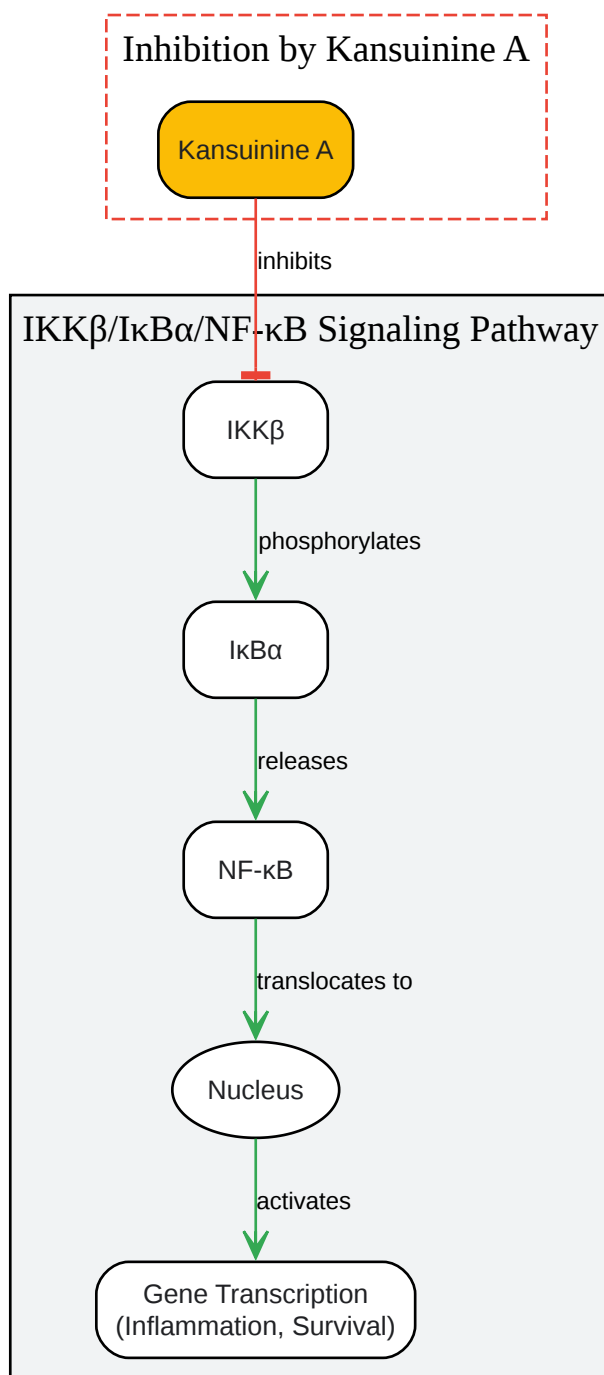 Inhibition by Kansuinine A
Kansuinine A
inhibits
IKKβ/IκBα/NF-κB Signaling Pathway
IKKβ
phosphorylates
IκBα
releases
NF-κB
translocates to
Nucleus
activates
Gene Transcription
(Inflammation, Survival)